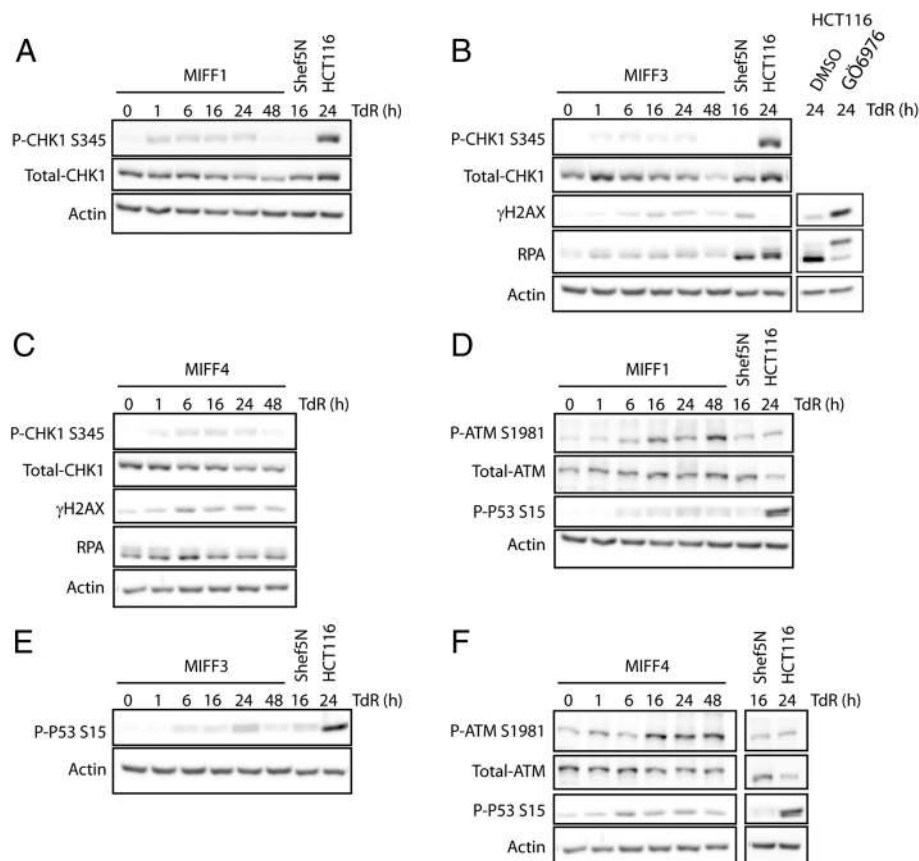 A
MIFF1
Shef5N
HCT116
0 1 6 16 24 48 16 24 TdR (h)
P-CHK1 S345
Total-CHK1
Actin
B
MIFF3
Shef5N
HCT116
HCT116
DMSO
GÖ6976
0 1 6 16 24 48 16 24 24 24 TdR (h)
P-CHK1 S345
Total-CHK1
γH2AX
RPA
Actin
C
MIFF4
0 1 6 16 24 48 TdR (h)
P-CHK1 S345
Total-CHK1
γH2AX
RPA
Actin
D
MIFF1
Shef5N
HCT116
0 1 6 16 24 48 16 24 TdR (h)
P-ATM S1981
Total-ATM
P-P53 S15
Actin
E
MIFF3
Shef5N
HCT116
0 1 6 16 24 48 16 24 TdR (h)
P-P53 S15
Actin
F
MIFF4
Shef5N
HCT116
0 1 6 16 24 48 16 24 TdR (h)
P-ATM S1981
Total-ATM
P-P53 S15
Actin